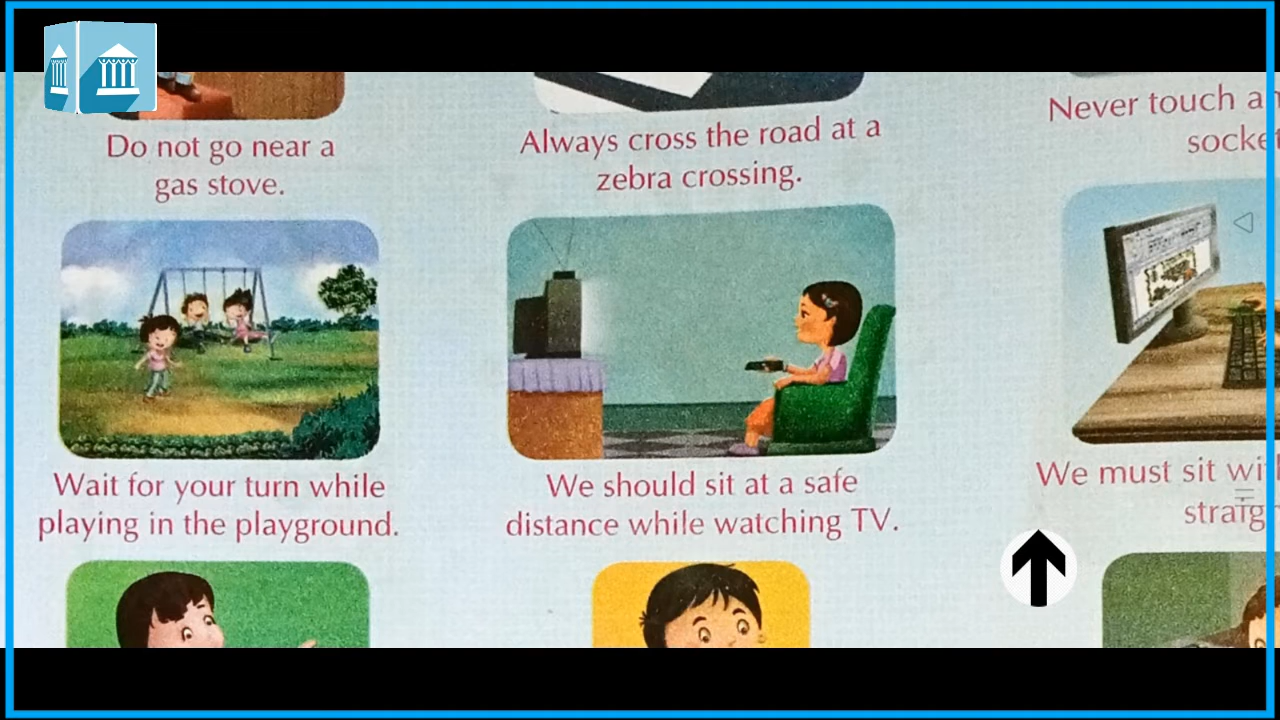 Do not go near a
gas stove.
Always cross the road at a
zebra crossing.
Never touch a
socke
Wait for your turn while
playing in the playground.
We should sit at a safe
distance while watching TV.
We must sit wi
straig